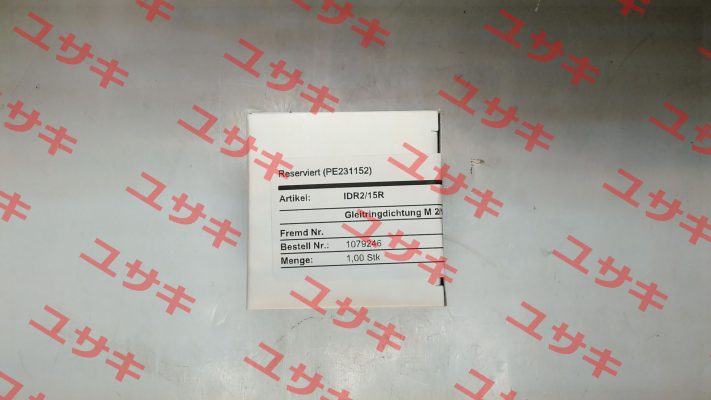 Reserviert (PE231152)
Artikel: IDR2/15R
Gleitringdichtung M 2
Fremd Nr.
Bestell Nr.: 1079246
Menge: 1,00 Stk
ユサキ